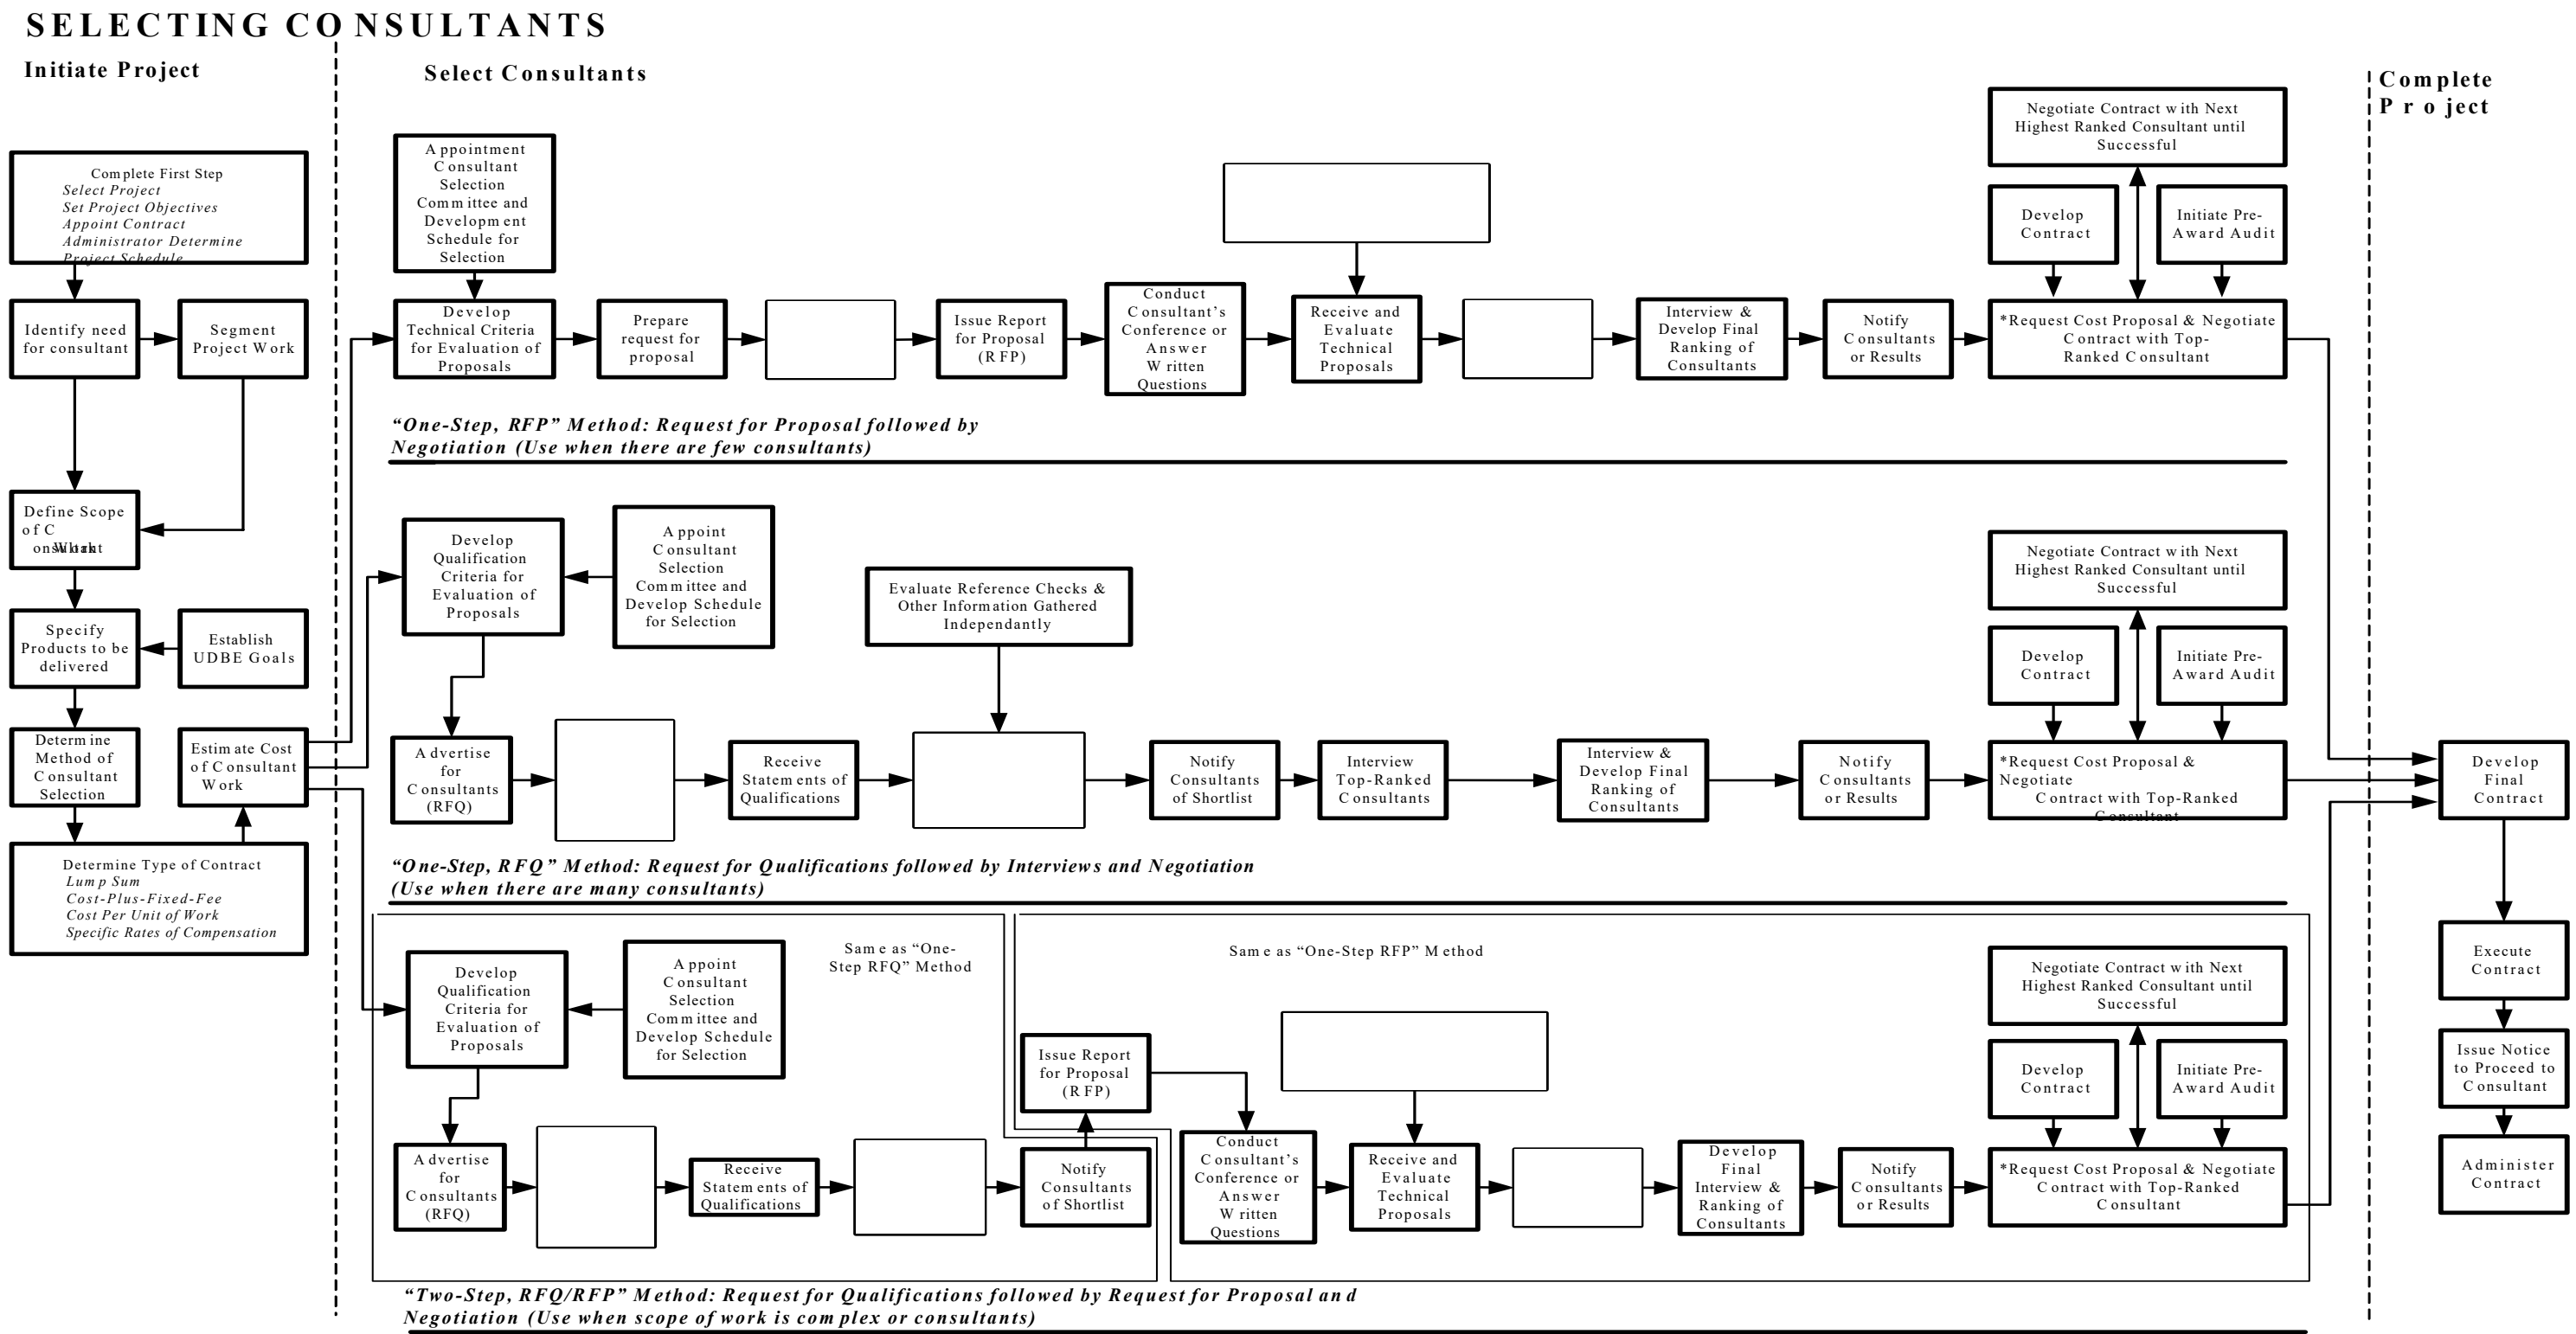 SELECTING CONSULTANTS
Initiate Project
Select Consultants
Complete
Project
Complete First Step
Select Project
Set Project Objectives
Appoint Contract
Administrator Determine
Project Schedule
Identify need
for consultant
Segment
Project Work
Define Scope
of C
onsultant
Work
Specify
Products to be
delivered
Establish
UDBE Goals
Determine
Method of
Consultant
Selection
Estimate Cost
of Consultant
Work
Determine Type of Contract
Lump Sum
Cost-Plus-Fixed-Fee
Cost Per Unit of Work
Specific Rates of Compensation
Appointment
Consultant
Selection
Committee and
Development
Schedule for
Selection
Develop
Technical Criteria
for Evaluation of
Proposals
Prepare
request for
proposal
Issue Report
for Proposal
(RFP)
Conduct
Consultant’s
Conference or
Answer
Written
Questions
Receive and
Evaluate
Technical
Proposals
Interview &
Develop Final
Ranking of
Consultants
Notify
Consultants
or Results
Negotiate Contract with Next
Highest Ranked Consultant until
Successful
Develop
Contract
Initiate Pre-
Award Audit
*Request Cost Proposal & Negotiate
Contract with Top-
Ranked Consultant
“One-Step, RFP” Method: Request for Proposal followed by
Negotiation (Use when there are few consultants)
Develop
Qualification
Criteria for
Evaluation of
Proposals
Appoint
Consultant
Selection
Committee and
Develop Schedule
for Selection
Evaluate Reference Checks &
Other Information Gathered
Independantly
Advertise
for
Consultants
(RFQ)
Receive
Statements of
Qualifications
Notify
Consultants
of Shortlist
Interview
Top-Ranked
Consultants
Interview &
Develop Final
Ranking of
Consultants
Notify
Consultants
or Results
Negotiate Contract with Next
Highest Ranked Consultant until
Successful
Develop
Contract
Initiate Pre-
Award Audit
*Request Cost Proposal &
Negotiate
Contract with Top-Ranked
Consultant
“One-Step, RFQ” Method: Request for Qualifications followed by Interviews and Negotiation
(Use when there are many consultants)
Develop
Qualification
Criteria for
Evaluation of
Proposals
Appoint
Consultant
Selection
Committee and
Develop Schedule
for Selection
Same as “One-
Step RFQ” Method
Advertise
for
Consultants
(RFQ)
Receive
Statements of
Qualifications
Notify
Consultants
of Shortlist
Same as “One-Step RFP” Method
Issue Report
for Proposal
(RFP)
Conduct
Consultant’s
Conference or
Answer
Written
Questions
Receive and
Evaluate
Technical
Proposals
Develop
Final
Interview &
Ranking of
Consultants
Notify
Consultants
or Results
Negotiate Contract with Next
Highest Ranked Consultant until
Successful
Develop
Contract
Initiate Pre-
Award Audit
*Request Cost Proposal & Negotiate
Contract with Top-Ranked
Consultant
“Two-Step, RFQ/RFP” Method: Request for Qualifications followed by Request for Proposal and
Negotiation (Use when scope of work is complex or consultants)
Develop
Final
Contract
Execute
Contract
Issue Notice
to Proceed to
Consultant
Administer
Contract